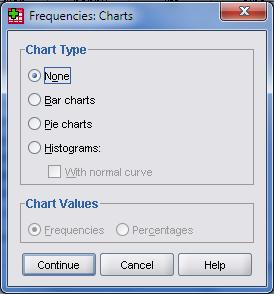 Frequencies: Charts
Chart Type
None
Bar charts
Pie charts
Histograms:
With normal curve
Chart Values
Frequencies Percentages
Continue Cancel Help